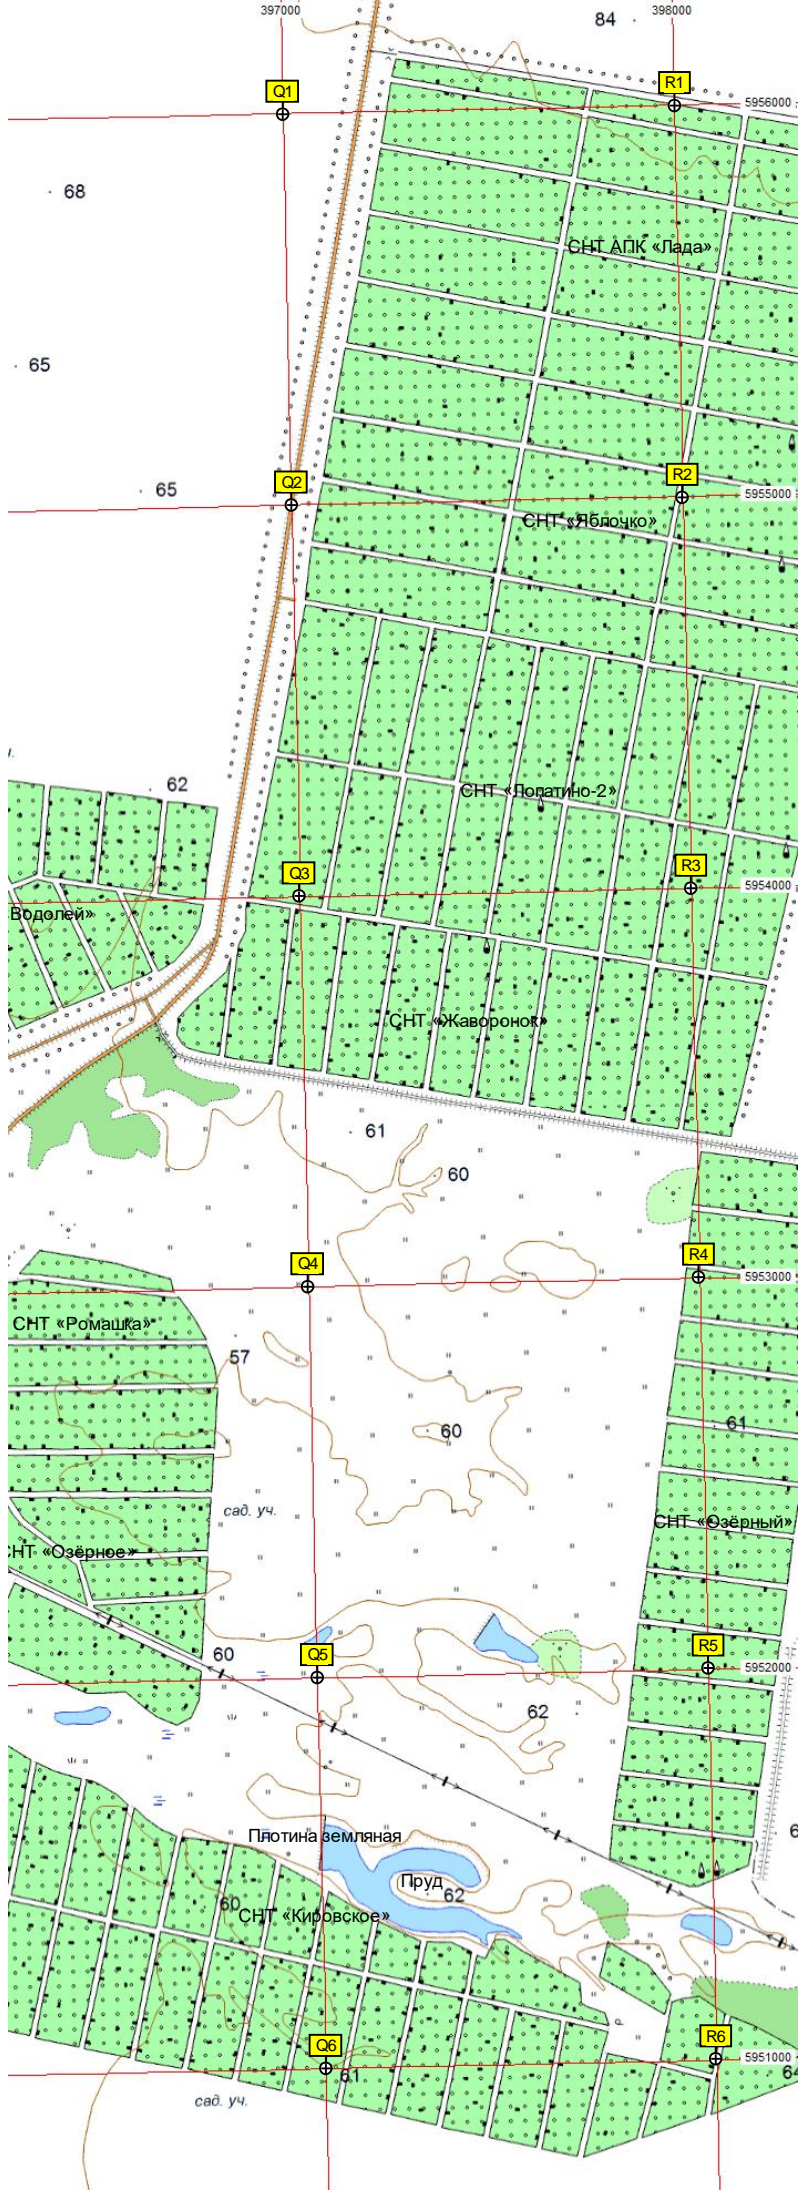 397000
398000
84
R1
Q1
5956000
68
СНТ АПК «Лада»
65
R2
Q2
65
5955000
СНТ «Яблочко»
62
СНТ «Лопатино-2»
R3
Q3
5954000
Водолей»
СНТ «Жаворонок»
61
60
R4
Q4
5953000
СНТ «Ромашка»
57
61
60
сад. уч.
СНТ «Озёрный»
СНТ «Озёрное»
R5
Q5
60
5952000
62
Плотина земляная
Пруд
62
60
СНТ «Кировское»
R6
Q6
5951000
61
сад. уч.